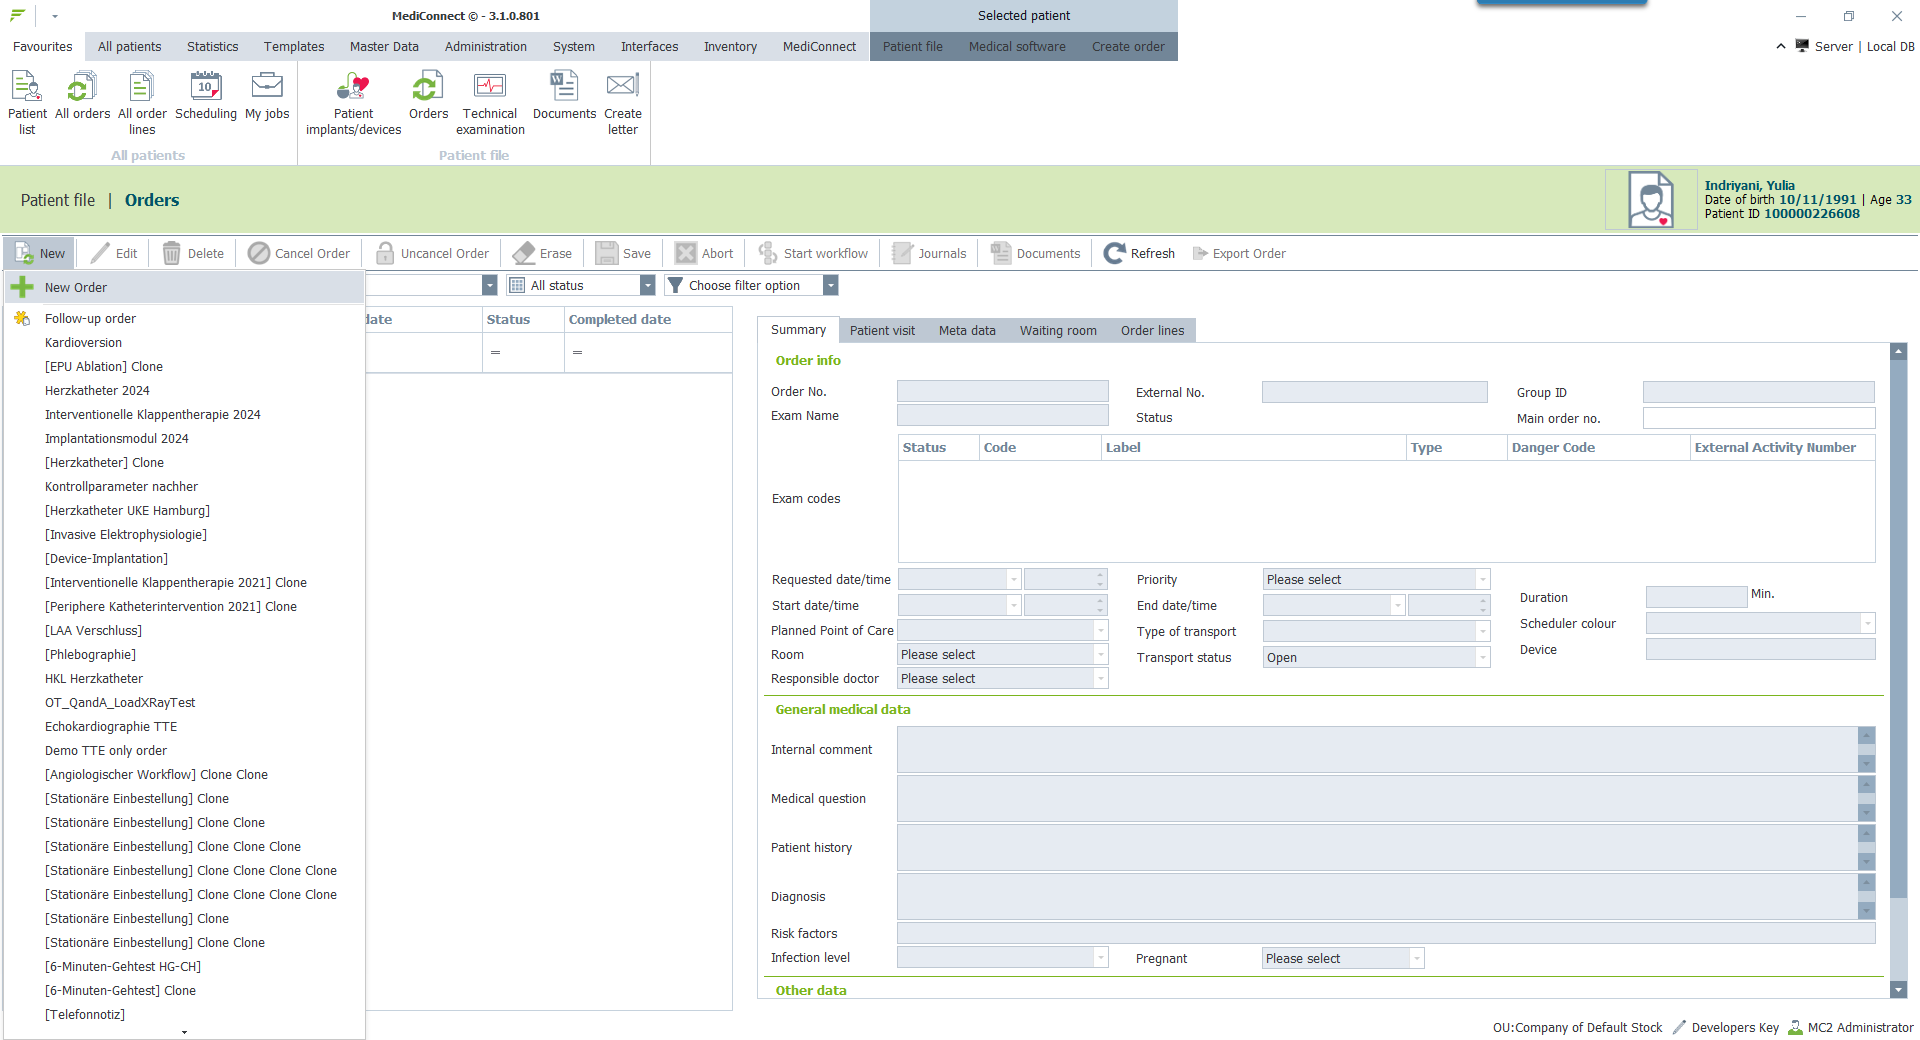 MediConnect © - 3.1.0.801
Selected patient
Favourites All patients Statistics Templates Master Data Administration System Interfaces Inventory MediConnect Patient file Medical software Create order Server | Local DB
Patient list
All orders
All order lines
Scheduling
My jobs
Patient implants/devices
Orders
Technical examination
Documents
Create letter
All patients
Patient file
Patient file | Orders
Indriyani, Yulia
Date of birth 10/11/1991 | Age 33
Patient ID 100000226608
New Edit Delete Cancel Order Uncancel Order Erase Save Abort Start workflow Journals Documents Refresh Export Order
All status
Choose filter option
New Order
Follow-up order
Kardioversion
[EPU Ablation] Clone
Herzkatheter 2024
Interventionelle Klappentherapie 2024
Implantationsmodul 2024
[Herzkatheter] Clone
Kontrollparameter nachher
[Herzkatheter UKE Hamburg]
[Invasive Elektrophysiologie]
[Device-Implantation]
[Interventionelle Klappentherapie 2021] Clone
[Periphere Katheterintervention 2021] Clone
[LAA Verschluss]
[Phlebographie]
HKL Herzkatheter
OT_QandA_LoadXRayTest
Echokardiographie TTE
Demo TTE only order
[Angiologischer Workflow] Clone Clone
[Stationäre Einbestellung] Clone
[Stationäre Einbestellung] Clone Clone
[Stationäre Einbestellung] Clone Clone Clone
[Stationäre Einbestellung] Clone Clone Clone Clone
[Stationäre Einbestellung] Clone Clone Clone Clone
[Stationäre Einbestellung] Clone
[Stationäre Einbestellung] Clone Clone
[6-Minuten-Gehtest HG-CH]
[6-Minuten-Gehtest] Clone
[Telefonnotiz]
date Status Completed date
= =
Summary Patient visit Meta data Waiting room Order lines
Order info
Order No. External No. Group ID
Exam Name Status Main order no.
Status Code Label Type Danger Code External Activity Number
Exam codes
Requested date/time Priority Please select
Duration Min.
Start date/time End date/time
Scheduler colour
Planned Point of Care Type of transport
Device
Room Please select Transport status Open
Responsible doctor Please select
General medical data
Internal comment
Medical question
Patient history
Diagnosis
Risk factors
Infection level Pregnant Please select
Other data
OU:Company of Default Stock Developers Key MC2 Administrator